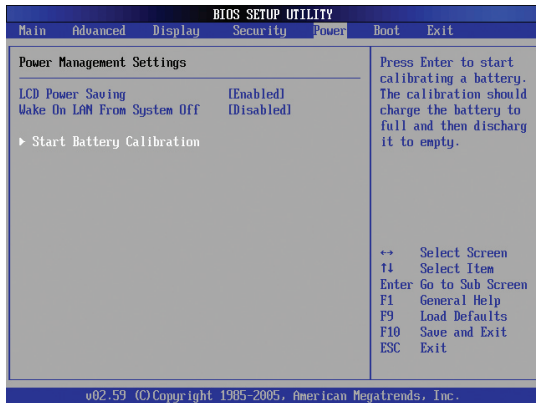 BIOS SETUP UTILITY
Main Advanced Display Security Power Boot Exit
Power Management Settings
LCD Power Saving [Enabled]
Wake On LAN From System Off [Disabled]
▶ Start Battery Calibration
Press Enter to start
calibrating a battery.
The calibration should
charge the battery to
full and then discharg
it to empty.
↔ Select Screen
↑↓ Select Item
Enter Go to Sub Screen
F1 General Help
F9 Load Defaults
F10 Save and Exit
ESC Exit
v02.59 (C)Copyright 1985-2005, American Megatrends, Inc.